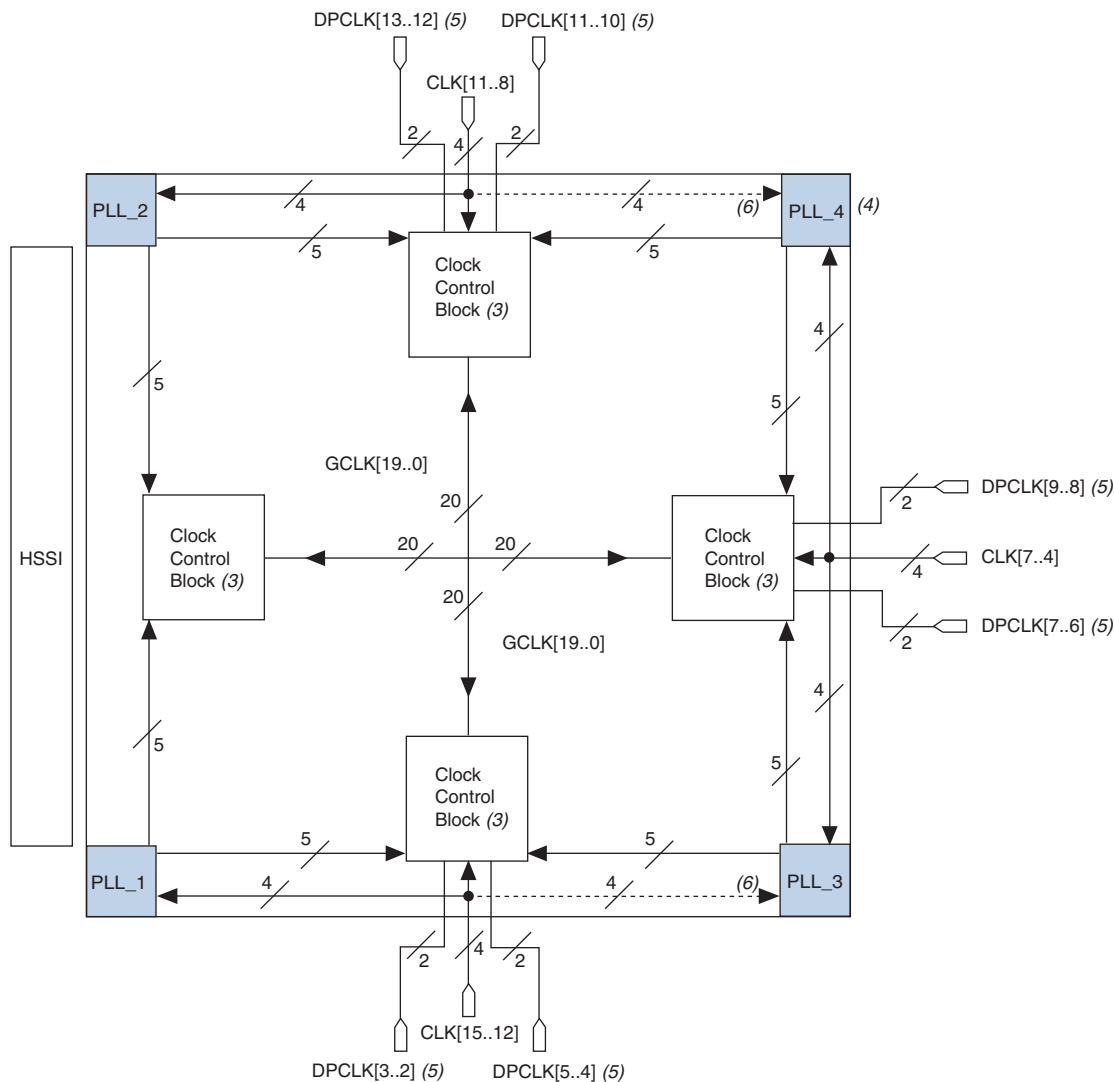 DPCLK[13..12] (5)
DPCLK[11..10] (5)
CLK[11..8]
2
4
2
PLL_2
4
4
(6)
PLL_4
(4)
5
5
Clock
Control
Block (3)
4
5
5
GCLK[19..0]
20
HSSI
Clock
Control
Block (3)
20
20
Clock
Control
Block (3)
2
DPCLK[9..8] (5)
4
CLK[7..4]
20
2
DPCLK[7..6] (5)
GCLK[19..0]
4
5
5
Clock
Control
Block (3)
5
5
PLL_1
4
4
(6)
PLL_3
2
4
2
CLK[15..12]
DPCLK[3..2] (5)
DPCLK[5..4] (5)